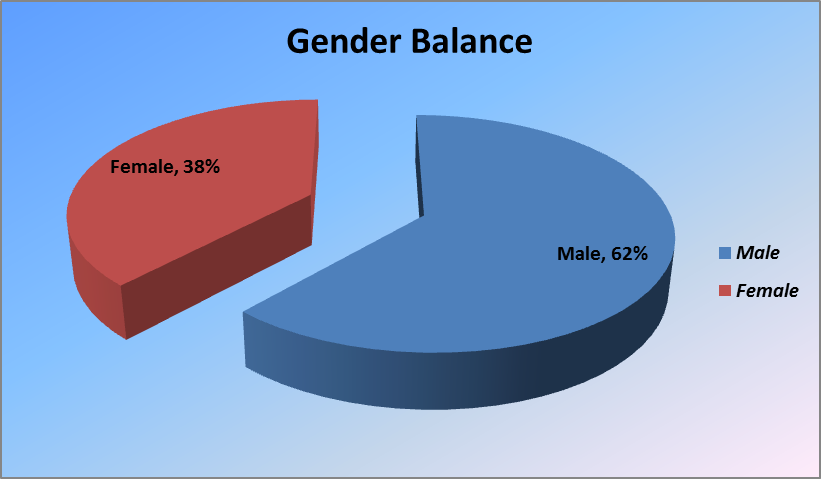 Gender Balance
Female, 38%
Male, 62%
Male
Female